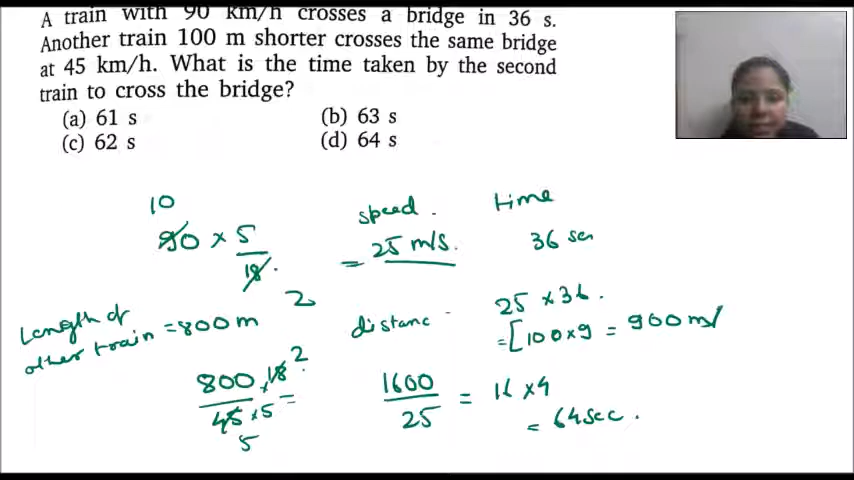 A train with 90 km/h crosses a bridge in 36 s.
Another train 100 m shorter crosses the same bridge
at 45 km/h. What is the time taken by the second
train to cross the bridge?
(a) 61 s (b) 63 s
(c) 62 s (d) 64 s
10
90 × 5
18
2
speed.
= 25 m/s.
time
36 sec
distanc
25 × 36.
= [100×9 = 900 m/
Length of
other train = 800 m
800 × 18 2
45 × 5 =
5
1600
25
= 16 × 4
= 64 sec.